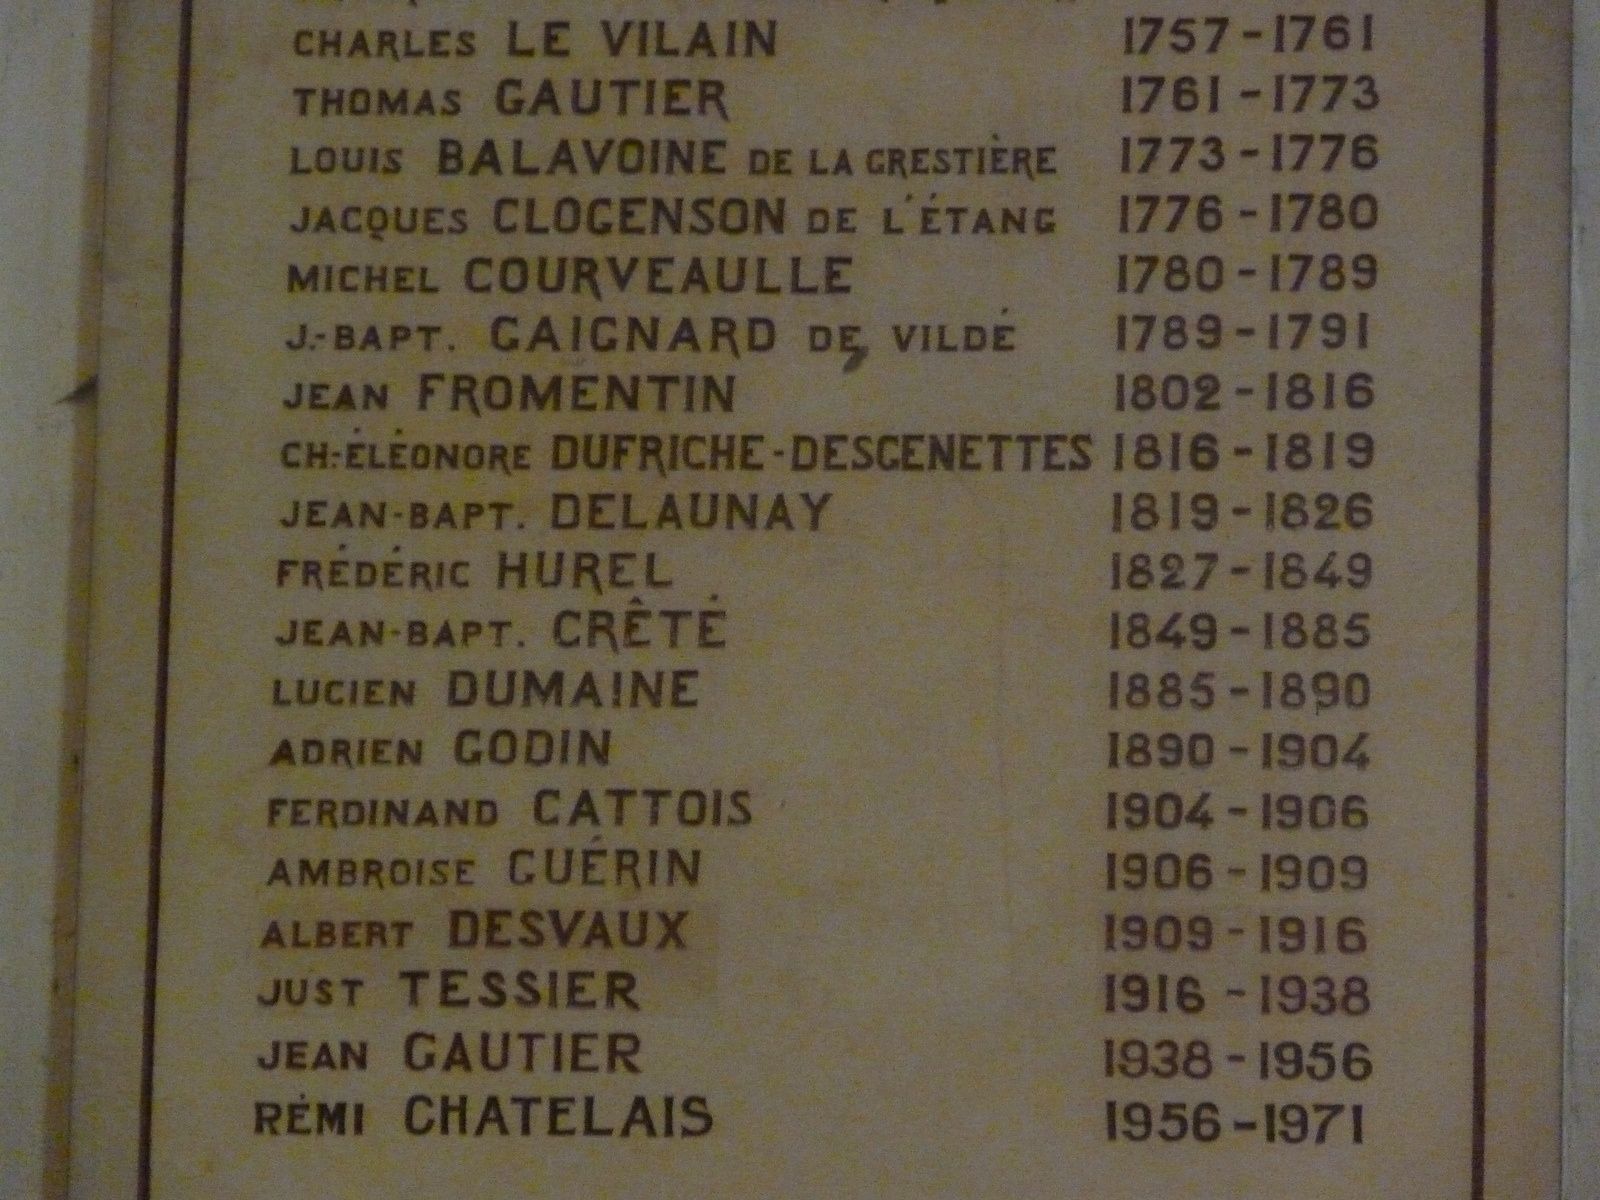 CHARLES LE VILAIN 1757-1761
THOMAS GAUTIER 1761-1773
LOUIS BALAVOINE DE LA GRESTIÈRE 1773-1776
JACQUES CLOGENSON DE L'ÉTANG 1776-1780
MICHEL COURVEAULLE 1780-1789
J.-BAPT. GAIGNARD DE VILDÉ 1789-1791
JEAN FROMENTIN 1802-1816
CH-ÉLÉONORE DUFRICHE-DESGENETTES 1816-1819
JEAN-BAPT. DELAUNAY 1819-1826
FRÉDÉRIC HUREL 1827-1849
JEAN-BAPT. CRÊTÉ 1849-1885
LUCIEN DUMAINE 1885-1890
ADRIEN GODIN 1890-1904
FERDINAND CATTOIS 1904-1906
AMBROISE GUÉRIN 1906-1909
ALBERT DESVAUX 1909-1916
JUST TESSIER 1916-1938
JEAN GAUTIER 1938-1956
RÉMI CHATELAIS 1956-1971